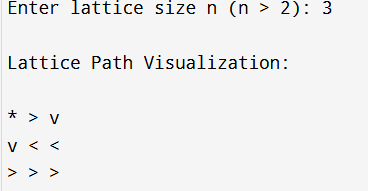 Enter lattice size n (n > 2): 3
Lattice Path Visualization:
* > v
v < <
> > >